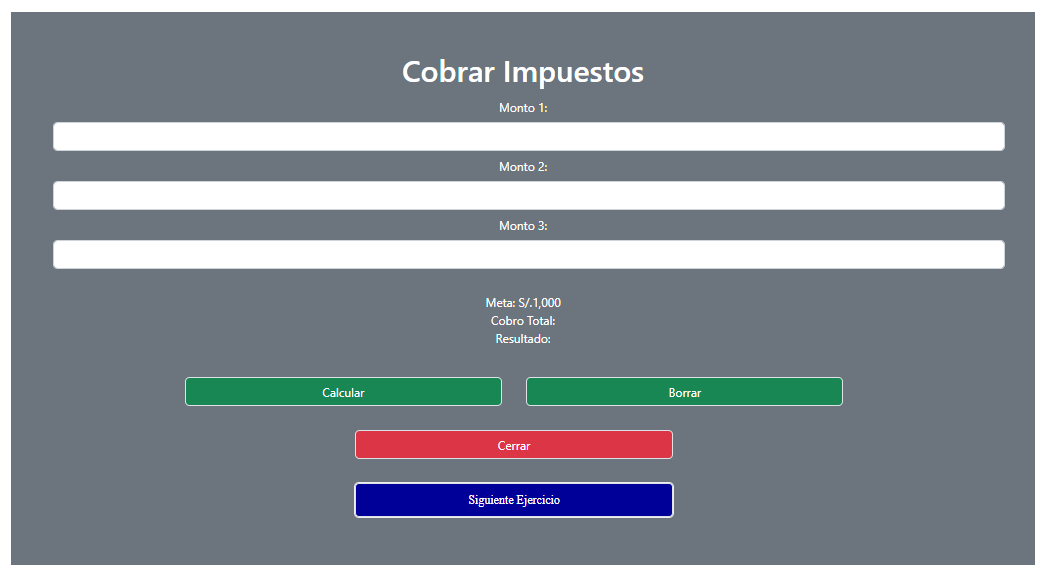 Cobrar Impuestos
Monto 1:
Monto 2:
Monto 3:
Meta: S/.1,000
Cobro Total:
Resultado:
Calcular Borrar
Cerrar
Siguiente Ejercicio